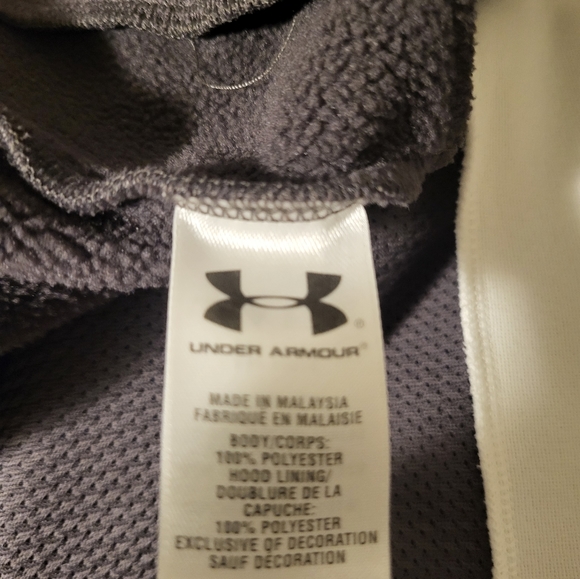 UNDER ARMOUR®
MADE IN MALAYSIA
FABRIQUE EN MALAISIE
BODY/CORPS:
100% POLYESTER
HOOD LINING/
DOUBLURE DE LA
CAPUCHE:
100% POLYESTER
EXCLUSIVE OF DECORATION
SAUF DÉCORATION